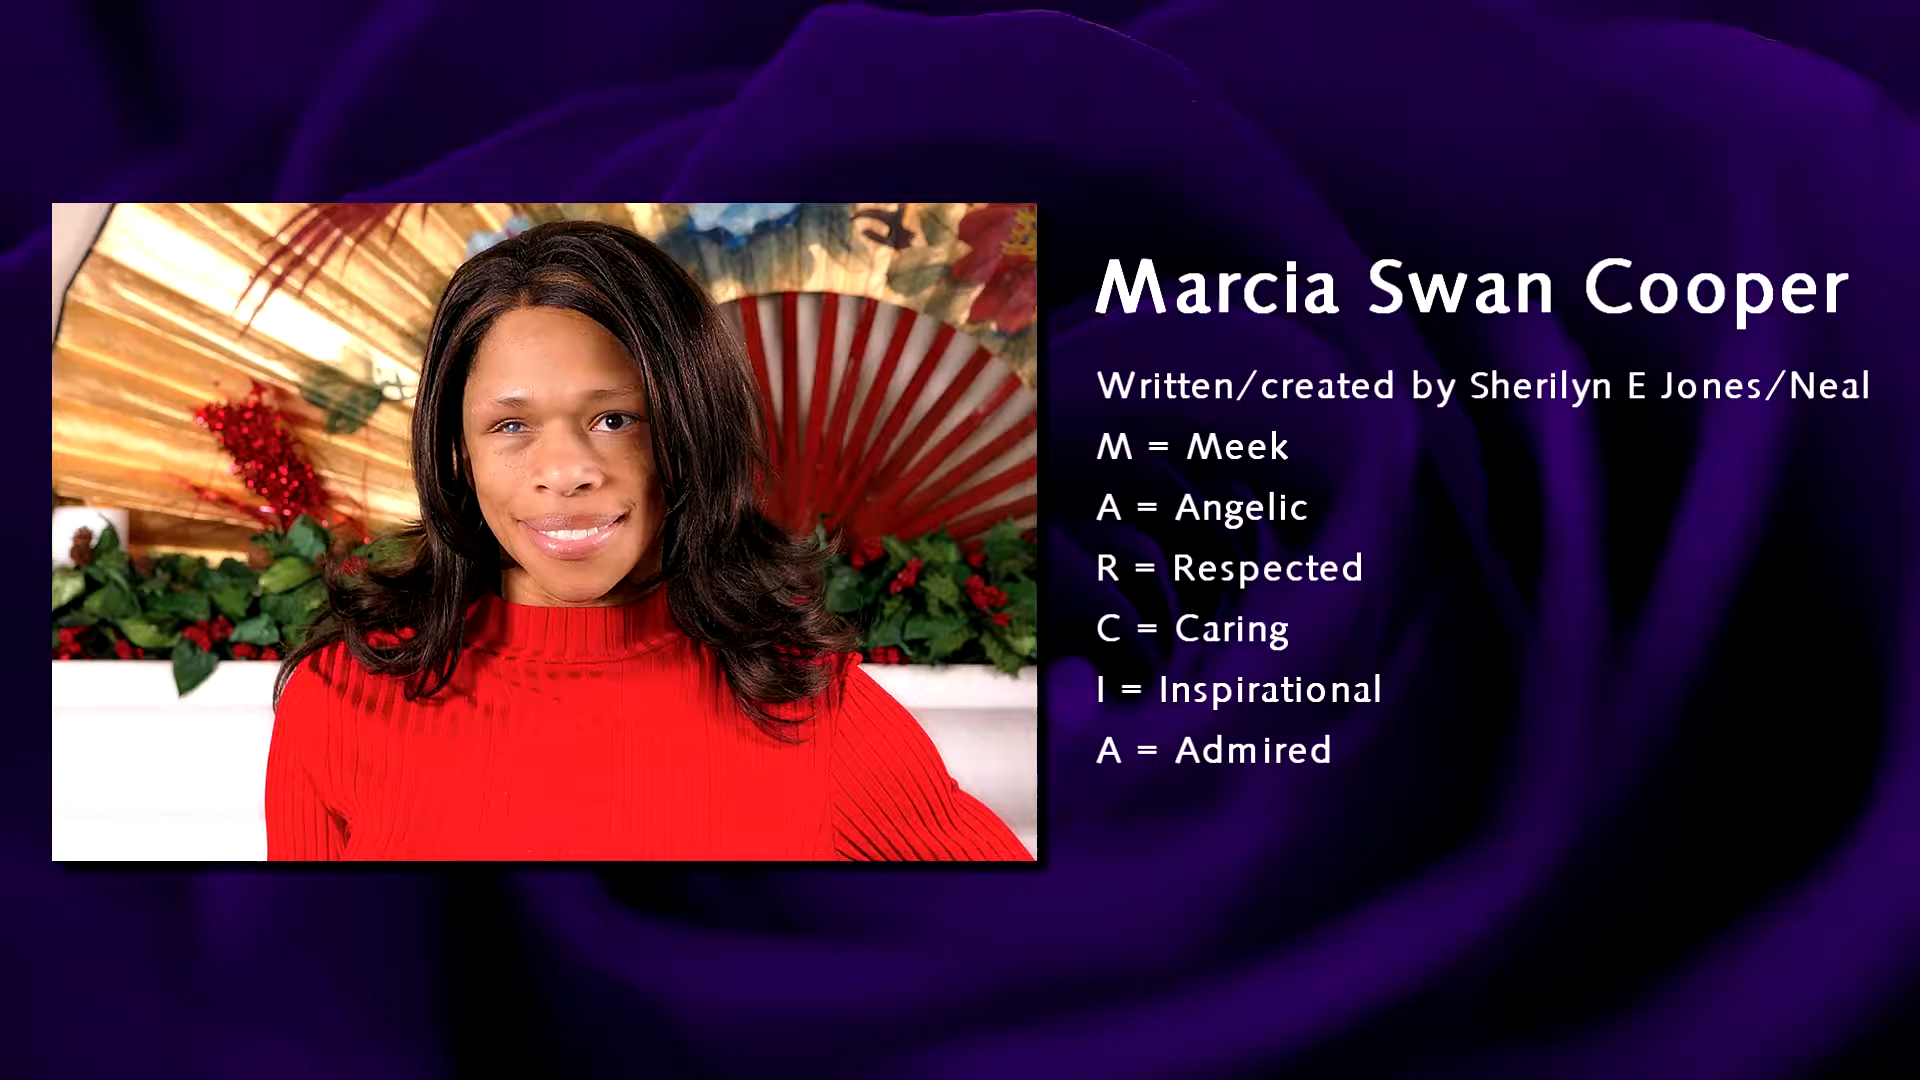 Marcia Swan Cooper
Written/created by Sherilyn E Jones/Neal
M = Meek
A = Angelic
R = Respected
C = Caring
I = Inspirational
A = Admired